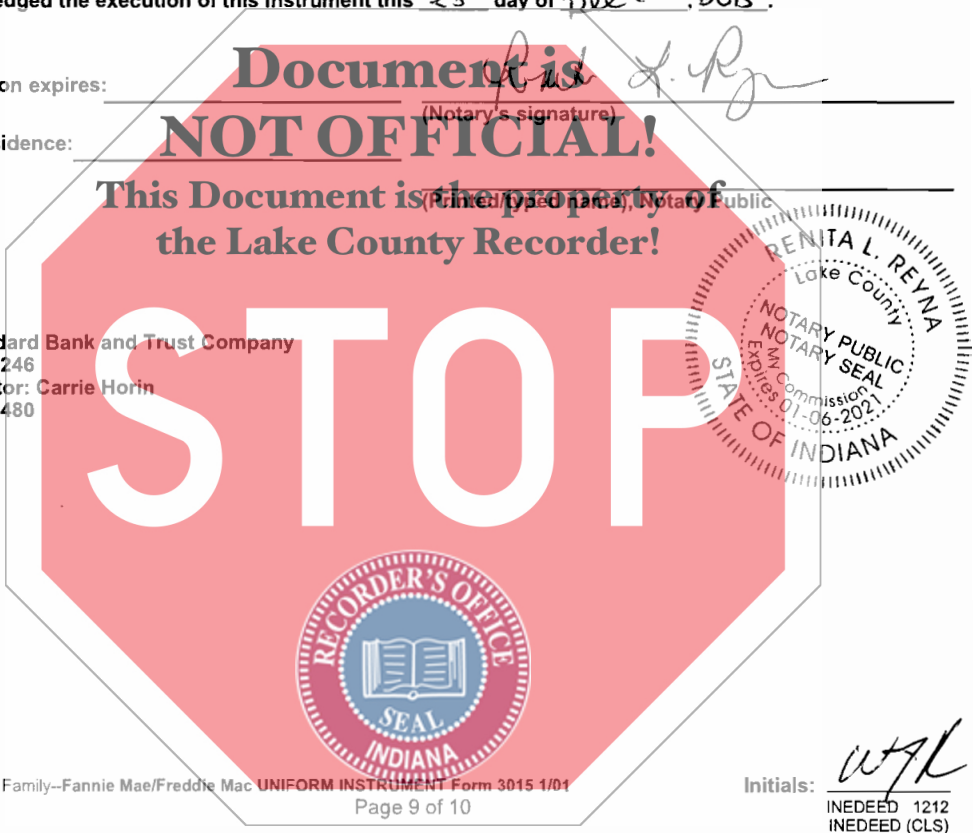 edged the execution of this instrument this 23 day of
Document is
on expires:
(Notary's signature)
NOT OFFICIAL!
idence:
This Document is the property of
(Printed/typed name), Notary Public
the Lake County Recorder!
RENITA L. REYNA
Lake County
NOTARY PUBLIC
NOTARY SEAL
My Commission
Expires 01-06-2021
STATE OF INDIANA
dard Bank and Trust Company
246
tor: Carrie Horin
480
STOP
RECORDER'S OFFICE
SEAL
INDIANA
Family--Fannie Mae/Freddie Mac UNIFORM INSTRUMENT Form 3015 1/01
Initials:
Page 9 of 10
INEDEED 1212
INEDEED (CLS)